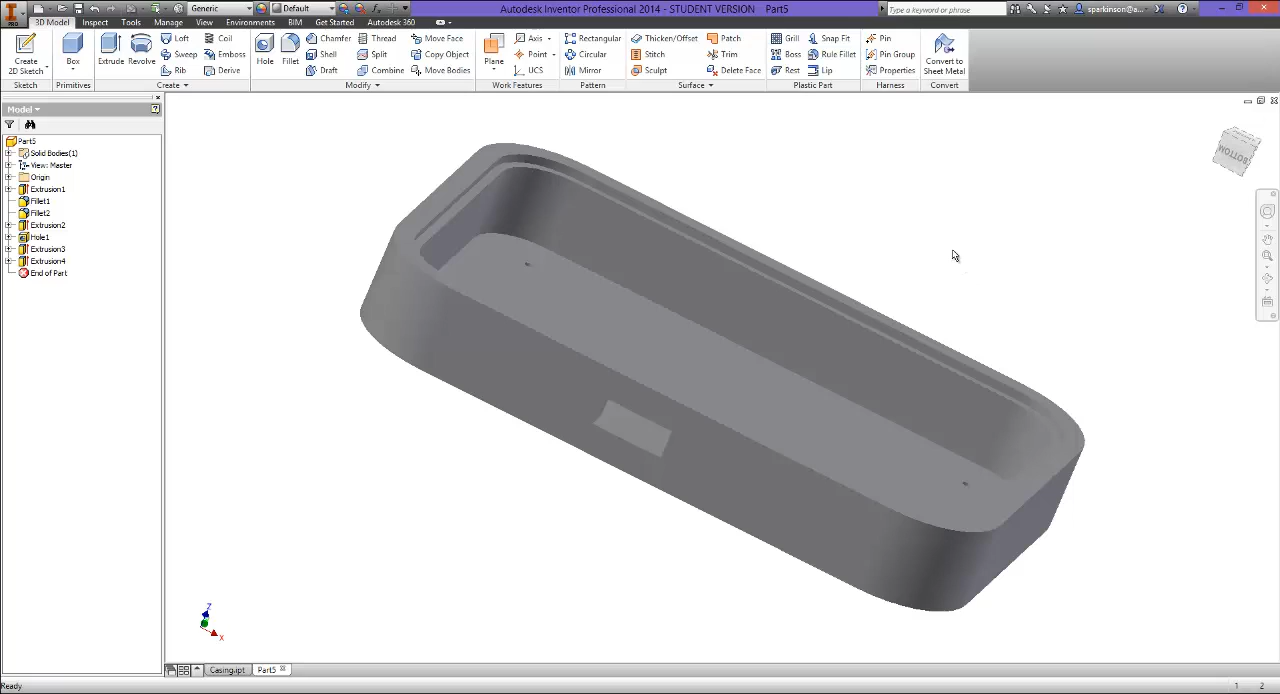 PRO
Generic
Default
Autodesk Inventor Professional 2014 - STUDENT VERSION Part5
Type a keyword or phrase
sparkinson@a...
3D Model Inspect Tools Manage View Environments BIM Get Started Autodesk 360
Create
2D Sketch
Sketch
Box
Primitives
Extrude
Revolve
Loft
Sweep
Rib
Coil
Emboss
Derive
Create
Hole
Fillet
Chamfer
Shell
Draft
Thread
Split
Combine
Move Face
Copy Object
Move Bodies
Modify
Plane
Axis
Point
UCS
Work Features
Rectangular
Circular
Mirror
Pattern
Thicken/Offset
Stitch
Sculpt
Patch
Trim
Delete Face
Surface
Grill
Boss
Rest
Snap Fit
Rule Fillet
Lip
Plastic Part
Pin
Pin Group
Properties
Harness
Convert to
Sheet Metal
Convert
Model
Part5
Solid Bodies(1)
View: Master
Origin
Extrusion1
Fillet1
Fillet2
Extrusion2
Hole1
Extrusion3
Extrusion4
End of Part
BOTTOM
Z
X
Casing.ipt Part5
Ready
1 2